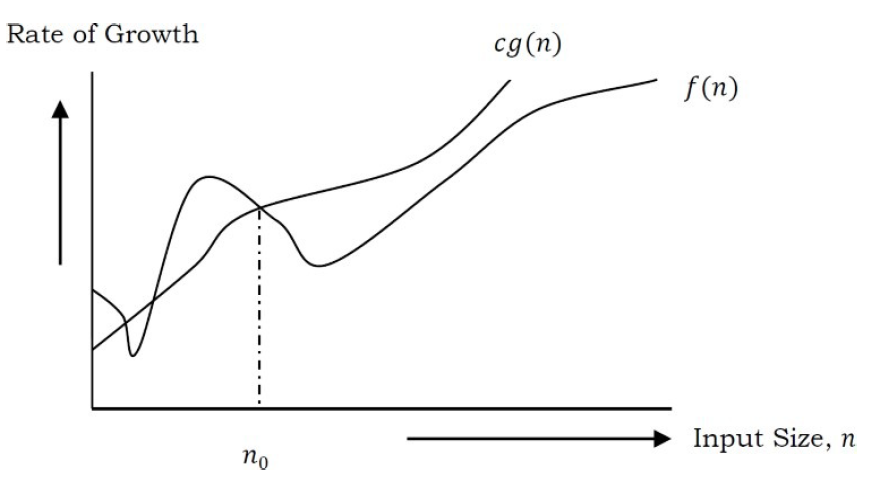 Rate of Growth
cg(n)
f(n)
Input Size, n
n₀